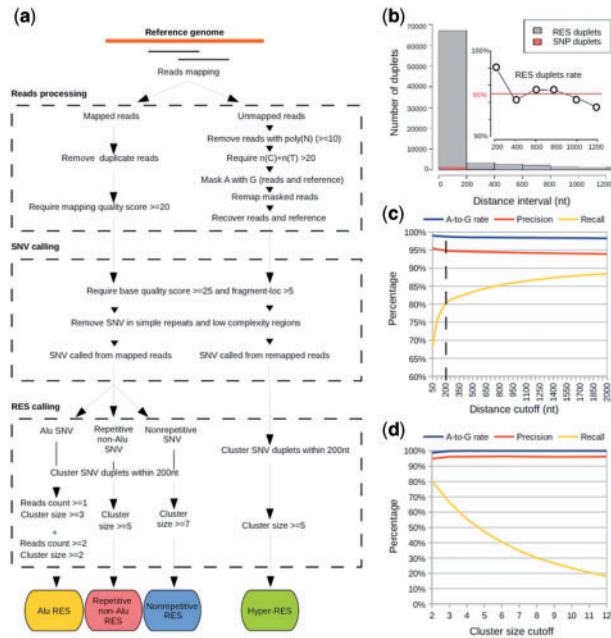 (a)
Reference genome
Reads mapping
Reads processing
Mapped reads
Unmapped reads
Remove duplicate reads
Require mapping quality score >=20
Remove reads with poly(N) (>=10)
Require n(C)+n(T) >20
Mask A with G (reads and reference)
Remap masked reads
Recover reads and reference
SNV calling
Require base quality score >=25 and fragment-loc >5
Remove SNV in simple repeats and low complexity regions
SNV called from mapped reads
SNV called from remapped reads
RES calling
Alu SNV
Repetitive
non-Alu
SNV
Nonrepetitive
SNV
Cluster SNV duplets within 200nt
Cluster SNV duplets within 200nt
Reads count >=1
Cluster size >=3
+
Reads count >=2
Cluster size >=2
Cluster
size >=5
Cluster
size >=7
Cluster size >=5
Alu RES
Repetitive
non-Alu
RES
Nonrepetitive
RES
Hyper-RES
(b)
RES duplets
SNP duplets
Number of duplets
70000
60000
50000
40000
30000
20000
10000
0
100%
95%
90%
RES duplets rate
200 400 600 800 1000 1200
0 200 400 600 800 1000 1200
Distance interval (nt)
(c)
A-to-G rate Precision Recall
Percentage
100%
95%
90%
85%
80%
75%
70%
65%
60%
50 200 350 500 650 800 950 1100 1250 1400 1550 1700 1850 2000
Distance cutoff (nt)
(d)
A-to-G rate Precision Recall
Percentage
100%
90%
80%
70%
60%
50%
40%
30%
20%
10%
0%
2 3 4 5 6 7 8 9 10 11 12
Cluster size cutoff